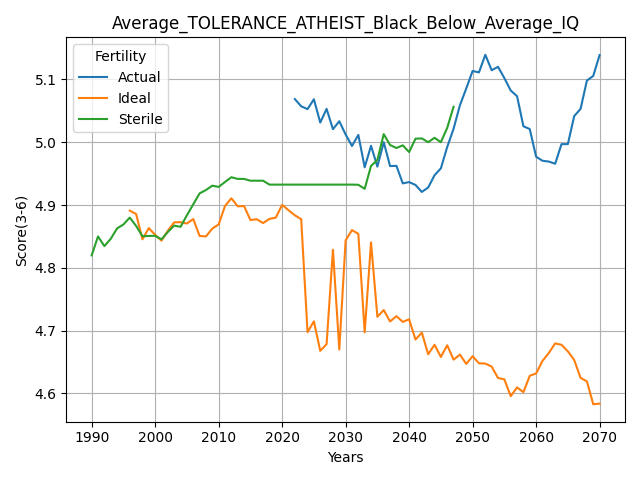 Average_TOLERANCE_ATHEIST_Black_Below_Average_IQ
Fertility
Actual
Ideal
Sterile
Score(3-6)
5.1
5.0
4.9
4.8
4.7
4.6
1990 2000 2010 2020 2030 2040 2050 2060 2070
Years